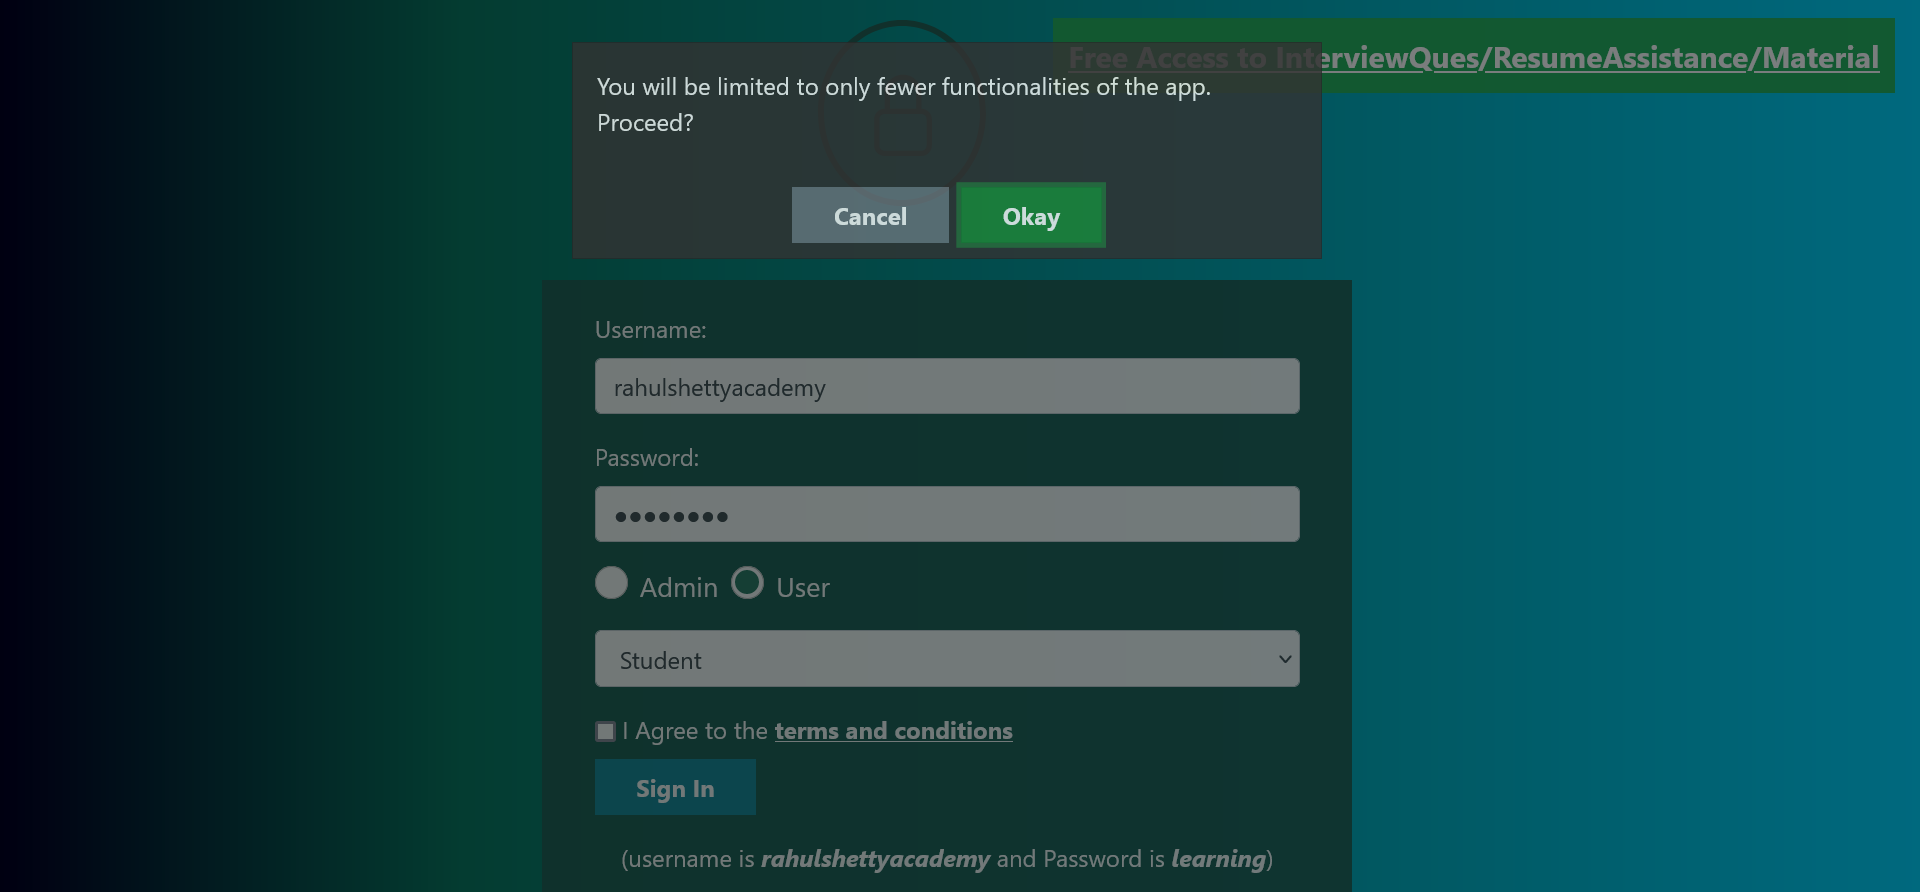 Free Access to InterviewQues/ResumeAssistance/Material
You will be limited to only fewer functionalities of the app.
Proceed?
Cancel Okay
Username:
rahulshettyacademy
Password:
••••••••
Admin User
Student
I Agree to the terms and conditions
Sign In
(username is rahulshettyacademy and Password is learning)